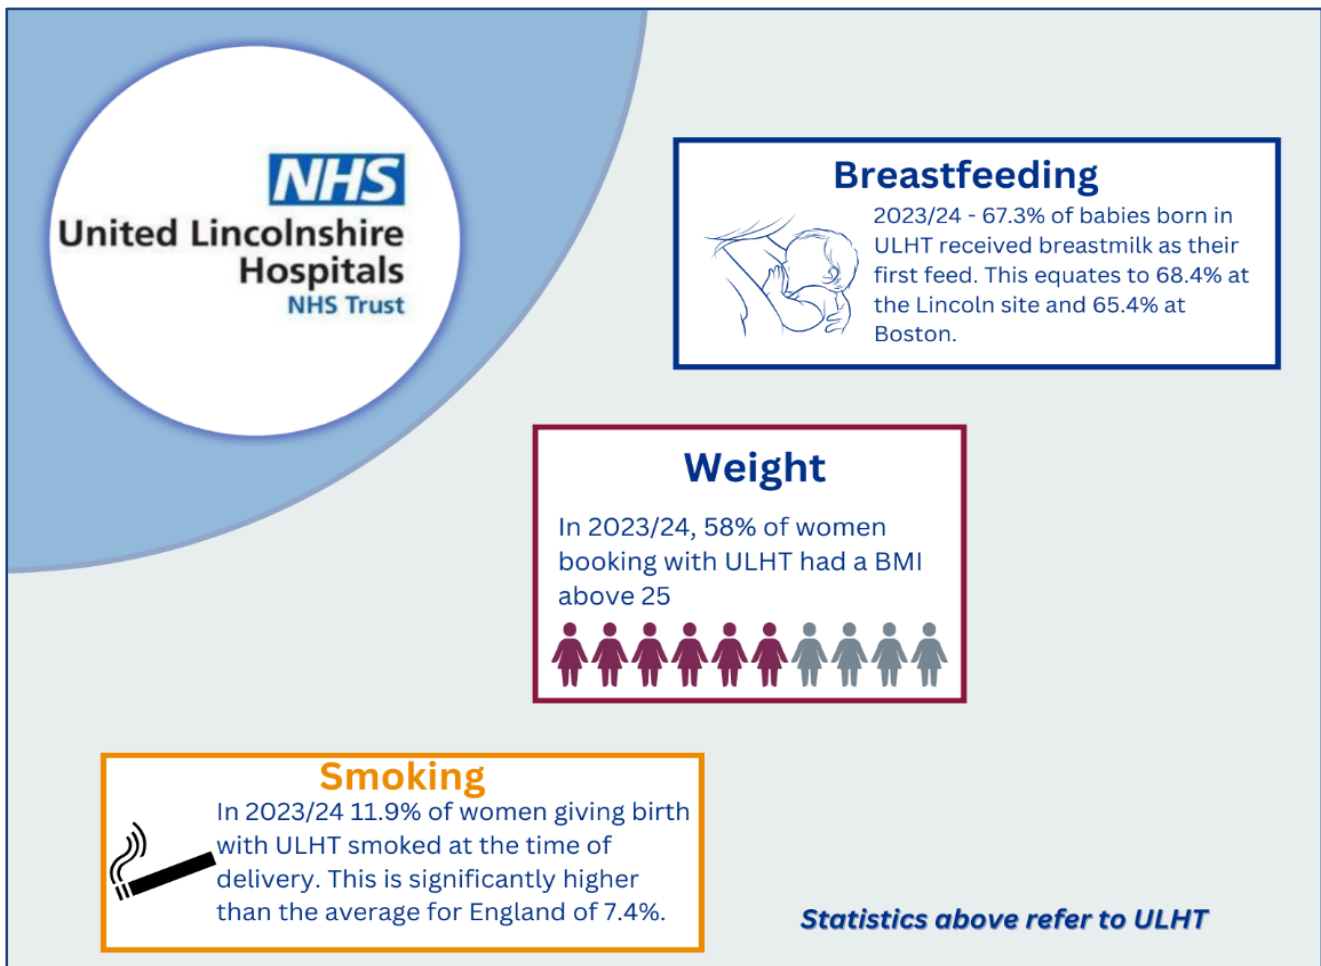 NHS
United Lincolnshire
Hospitals
NHS Trust
Breastfeeding
2023/24 - 67.3% of babies born in
ULHT received breastmilk as their
first feed. This equates to 68.4% at
the Lincoln site and 65.4% at
Boston.
Weight
In 2023/24, 58% of women
booking with ULHT had a BMI
above 25
Smoking
In 2023/24 11.9% of women giving birth
with ULHT smoked at the time of
delivery. This is significantly higher
than the average for England of 7.4%.
Statistics above refer to ULHT